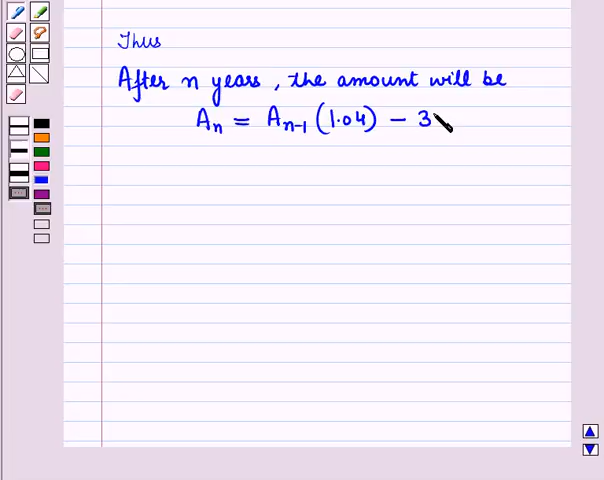 Thus
After n years, the amount will be
Aₙ = Aₙ₋₁ (1.04) - 3